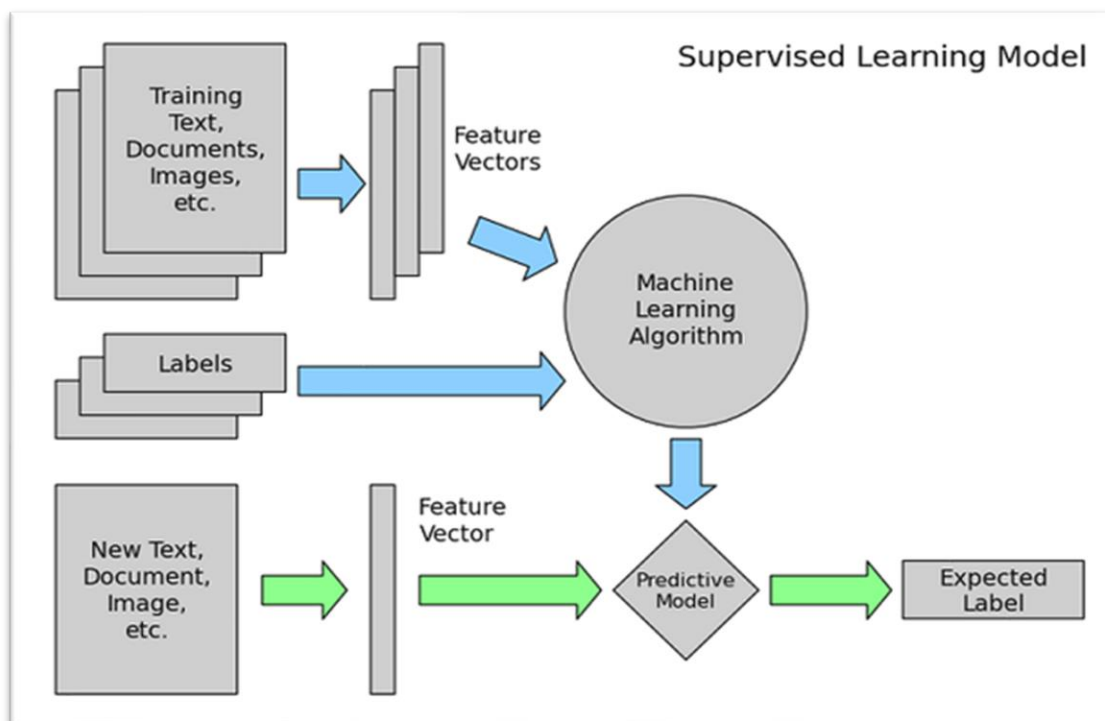 Supervised Learning Model
Training
Text,
Documents,
Images,
etc.
Feature
Vectors
Machine
Learning
Algorithm
Labels
New Text,
Document,
Image,
etc.
Feature
Vector
Predictive
Model
Expected
Label